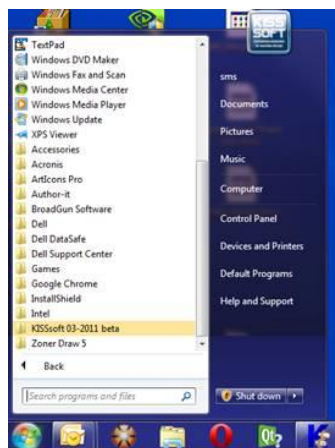 KISS
SOFT
TextPad
Windows DVD Maker
Windows Fax and Scan
Windows Media Center
Windows Media Player
Windows Update
XPS Viewer
Accessories
Acronis
ArtIcons Pro
Author-it
BroadGun Software
Dell
Dell DataSafe
Dell Support Center
Games
Google Chrome
InstallShield
Intel
KISSsoft 03-2011 beta
Zoner Draw 5
Back
Search programs and files
sms
Documents
Pictures
Music
Computer
Control Panel
Devices and Printers
Default Programs
Help and Support
Shut down
Qt